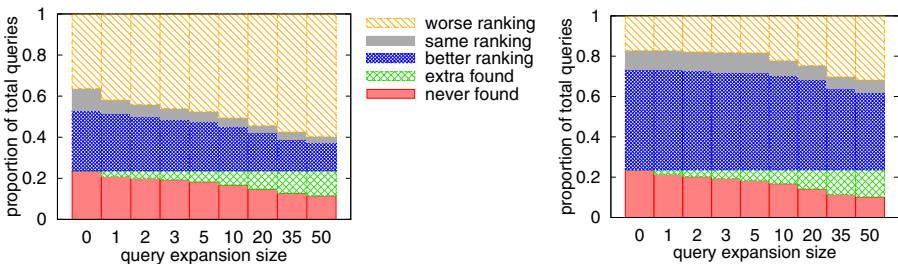 proportion of total queries
1
0.8
0.6
0.4
0.2
0
0 1 2 3 5 10 20 35 50
query expansion size
worse ranking
same ranking
better ranking
extra found
never found
proportion of total queries
1
0.8
0.6
0.4
0.2
0
0 1 2 3 5 10 20 35 50
query expansion size